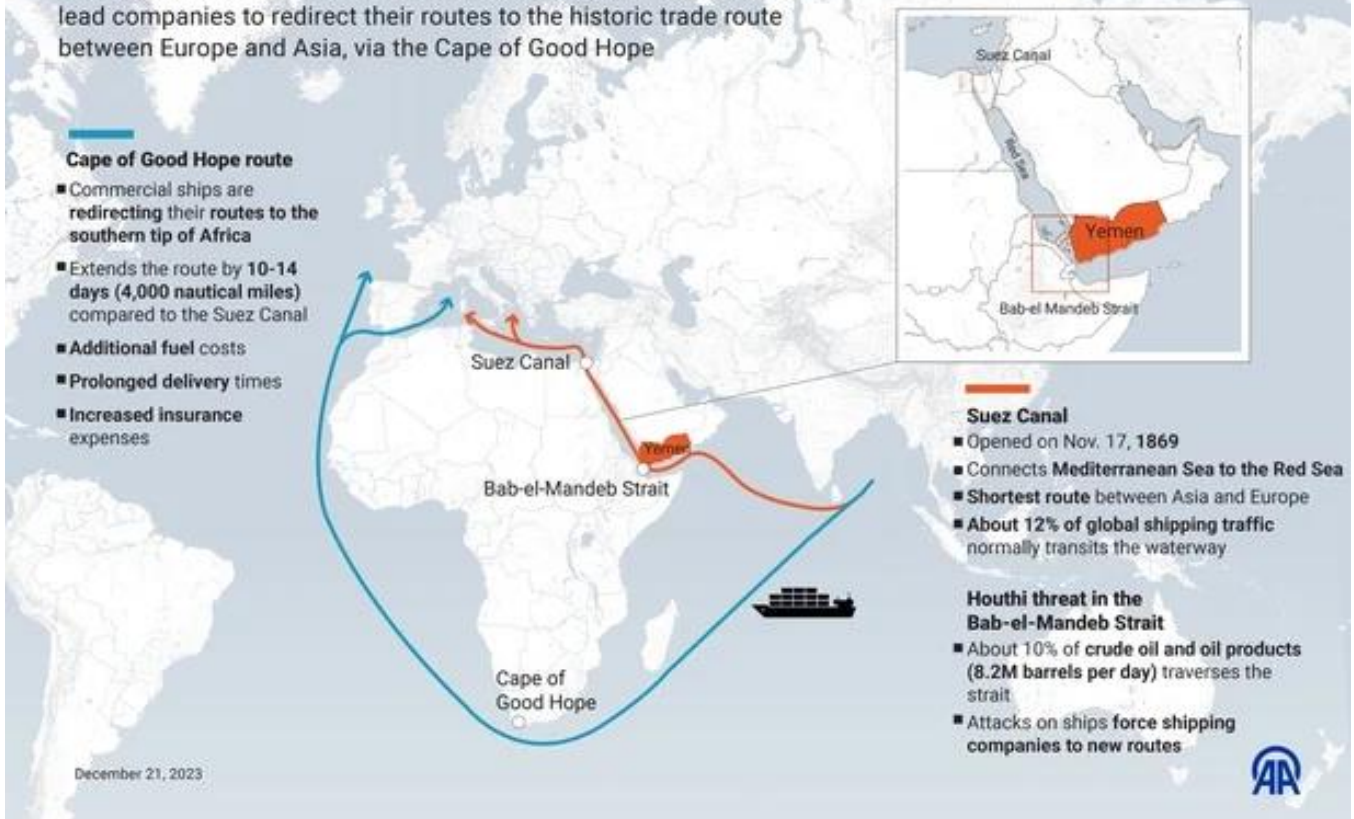 lead companies to redirect their routes to the historic trade route
between Europe and Asia, via the Cape of Good Hope
Cape of Good Hope route
■ Commercial ships are
redirecting their routes to the
southern tip of Africa
■ Extends the route by 10-14
days (4,000 nautical miles)
compared to the Suez Canal
■ Additional fuel costs
■ Prolonged delivery times
■ Increased insurance
expenses
Suez Canal
Red Sea
Yemen
Bab-el Mandeb Strait
Suez Canal
Yemen
Bab-el-Mandeb Strait
Cape of
Good Hope
Suez Canal
■ Opened on Nov. 17, 1869
■ Connects Mediterranean Sea to the Red Sea
■ Shortest route between Asia and Europe
■ About 12% of global shipping traffic
normally transits the waterway
Houthi threat in the
Bab-el-Mandeb Strait
■ About 10% of crude oil and oil products
(8.2M barrels per day) traverses the
strait
■ Attacks on ships force shipping
companies to new routes
December 21, 2023
AA